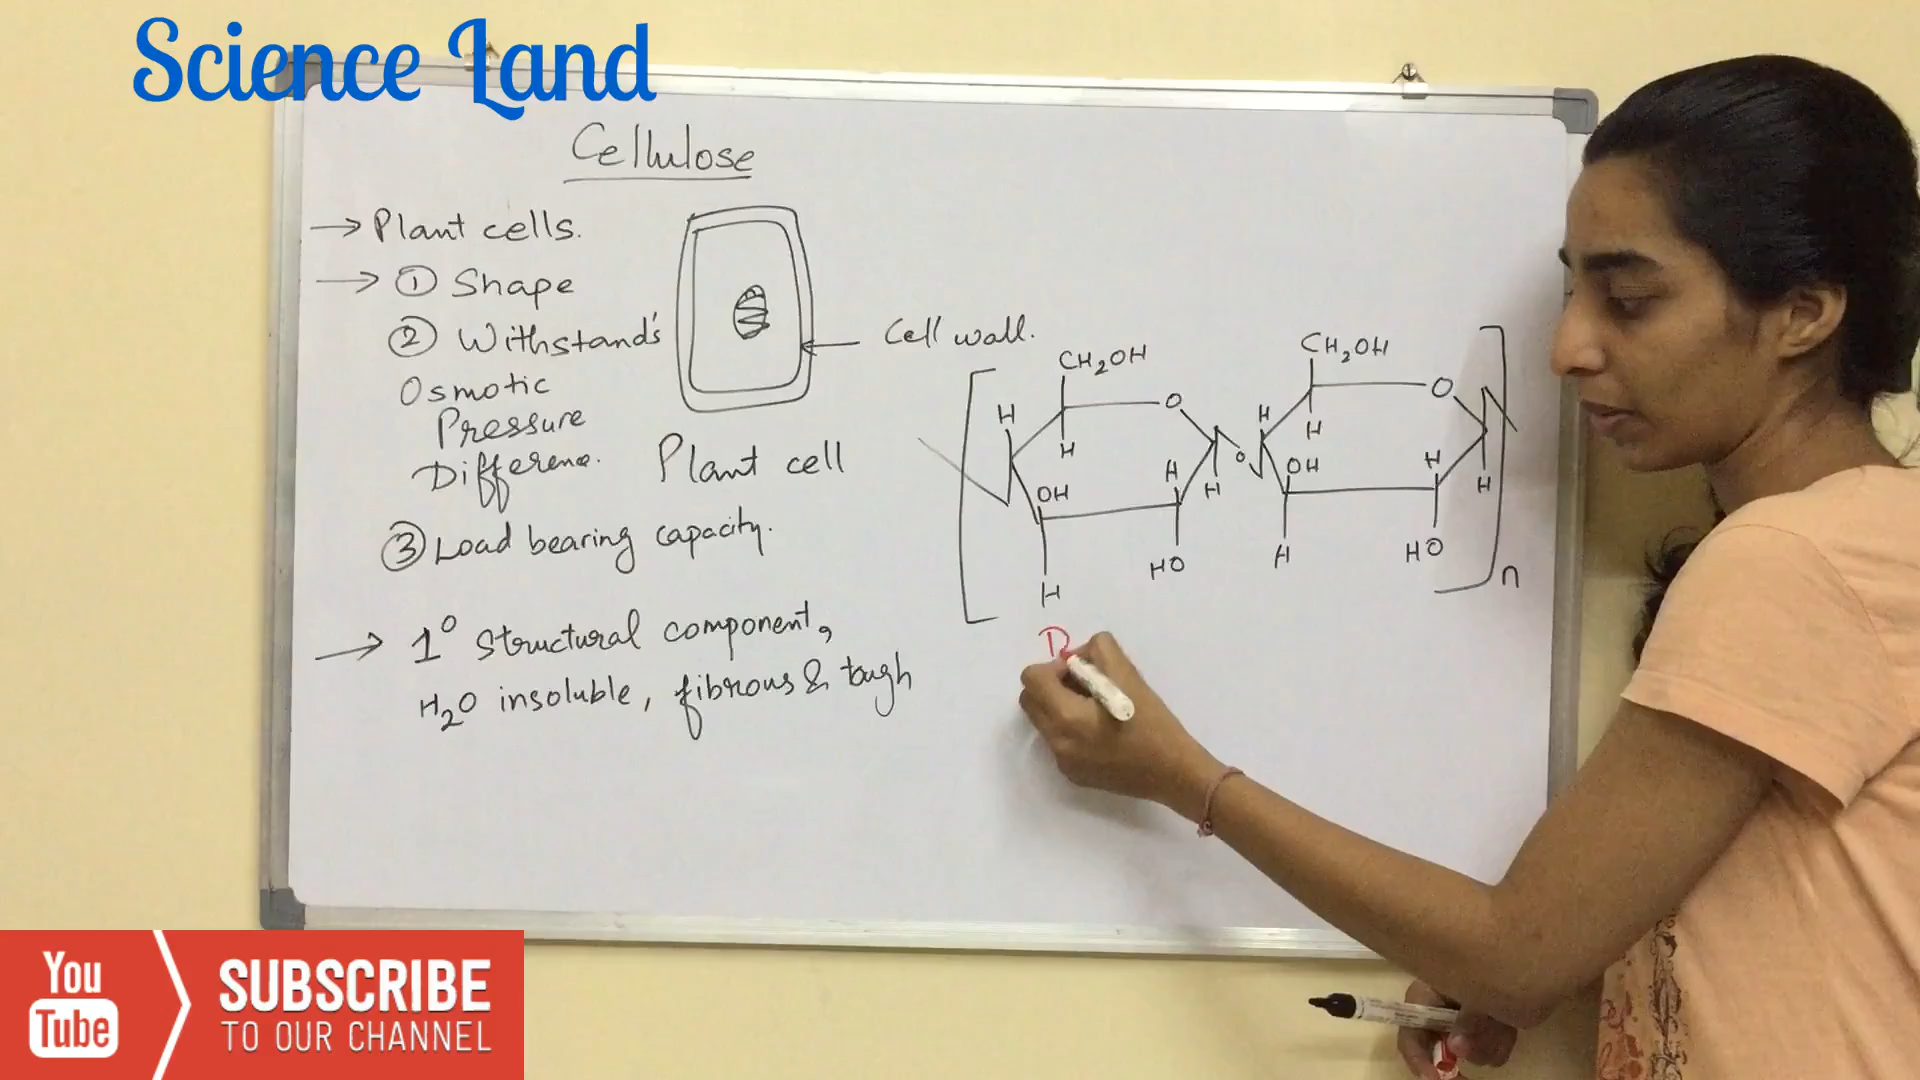 Science Land
Cellulose
→ Plant cells.
→ ① Shape
② Withstand's
Osmotic
Pressure
Difference.
③ Load bearing capacity.
→ 1° structural component,
H₂O insoluble, fibrous & tough
Cell wall.
Plant cell
CH₂OH
O
H
H
OH
H
H
HO
H
O
CH₂OH
O
H
H
OH
H
H
HO
H
n
D
You
Tube
SUBSCRIBE
TO OUR CHANNEL